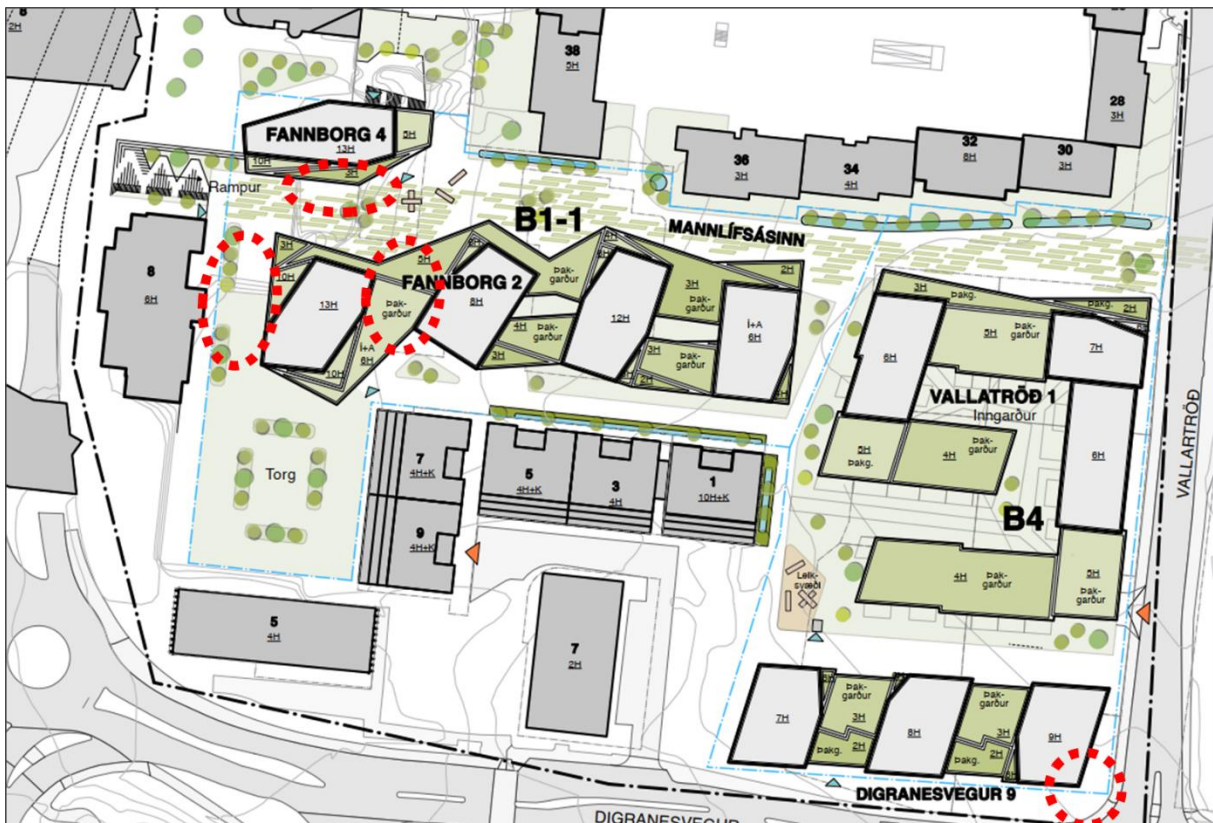 8
2H
38
5H
28
3H
FANNBORG 4
13H
5H
10H
3H
36
3H
34
4H
32
8H
30
3H
Rampur
B1-1
MANNLÍFSÁSINN
8
6H
3H
10H
13H
5H
FANNBORG 2
Þak-
garður
Í+A
6H
10H
8H
2H
Þak-
garður
4H
Þak-
garður
3H
4H
6H
12H
3H
Þak-
garður
2H
3H
Þak-
garður
2H
Í+A
6H
3H
Þakg.
Þakg.
2H
6H
5H
Þak-
garður
7H
VALLATRÖÐ 1
Inngarður
5H
Þakg.
4H
Þak-
garður
6H
VALLARTRÖÐ
B4
4H
Þak-
garður
5H
Þak-
garður
Leik-
svæði
Torg
7
4H+K
5
4H+K
3
4H
1
10H+K
9
4H+K
5
4H
7
2H
7H
Þak-
garður
3H
Þakg.
2H
8H
Þak-
garður
3H
Þakg.
2H
9H
DIGRANESVEGUR 9
DIGRANESVEGUR